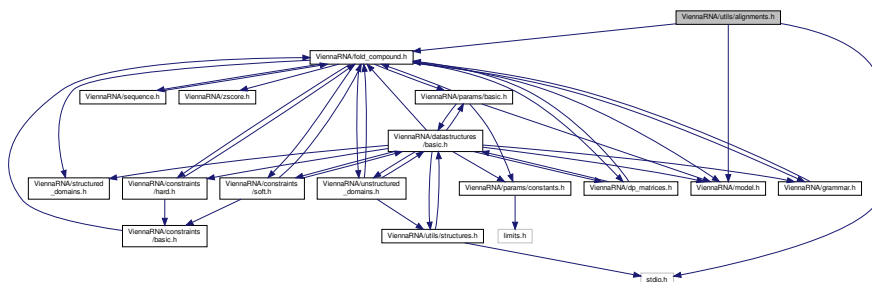 ViennaRNA/utils/alignments.h
ViennaRNA/fold_compound.h
ViennaRNA/sequence.h
ViennaRNA/zscore.h
ViennaRNA/params/basic.h
ViennaRNA/datastructures
/basic.h
ViennaRNA/structured
_domains.h
ViennaRNA/constraints
/hard.h
ViennaRNA/constraints
/soft.h
ViennaRNA/unstructured
_domains.h
ViennaRNA/params/constants.h
ViennaRNA/dp_matrices.h
ViennaRNA/model.h
ViennaRNA/grammar.h
ViennaRNA/constraints
/basic.h
ViennaRNA/utils/structures.h
limits.h
stdio.h